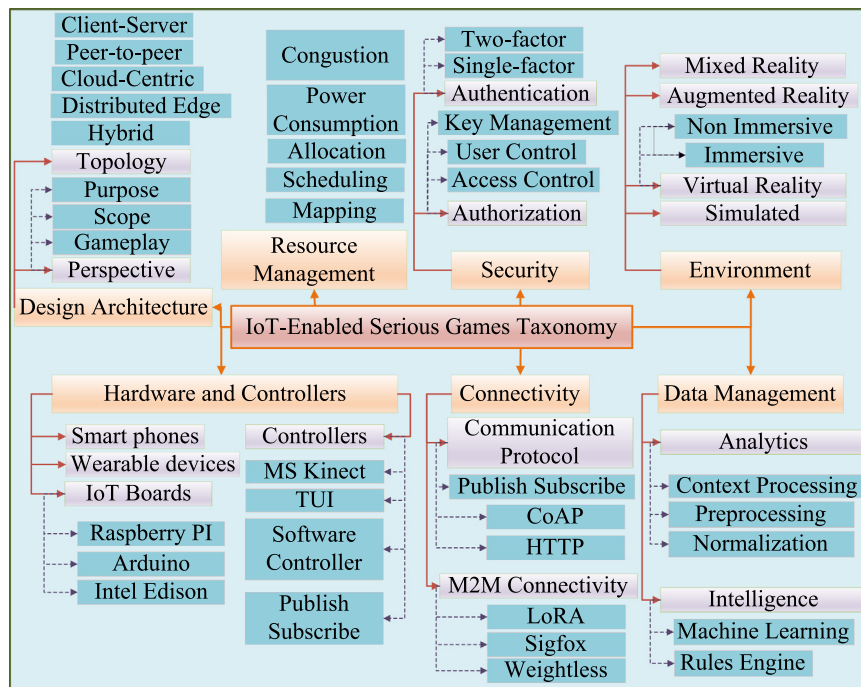 Client-Server
Peer-to-peer
Cloud-Centric
Distributed Edge
Hybrid
Topology
Purpose
Scope
Gameplay
Perspective
Design Architecture
Congustion
Power
Consumption
Allocation
Scheduling
Mapping
Resource
Management
Two-factor
Single-factor
Authentication
Key Management
User Control
Access Control
Authorization
Security
Mixed Reality
Augmented Reality
Non Immersive
Immersive
Virtual Reality
Simulated
Environment
IoT-Enabled Serious Games Taxonomy
Hardware and Controllers
Smart phones
Wearable devices
IoT Boards
Raspberry PI
Arduino
Intel Edison
Controllers
MS Kinect
TUI
Software
Controller
Publish
Subscribe
Connectivity
Communication
Protocol
Publish Subscribe
CoAP
HTTP
M2M Connectivity
LoRA
Sigfox
Weightless
Data Management
Analytics
Context Processing
Preprocessing
Normalization
Intelligence
Machine Learning
Rules Engine